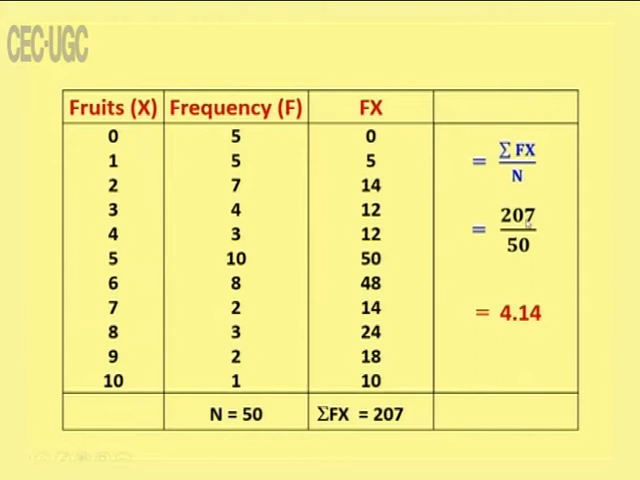 CEC-UGC
Fruits (X) Frequency (F) FX
0 5 0
1 5 5
2 7 14
3 4 12
4 3 12
5 10 50
6 8 48
7 2 14
8 3 24
9 2 18
10 1 10
N = 50 ΣFX = 207
= ∑ FX / N
= 207 / 50
= 4.14